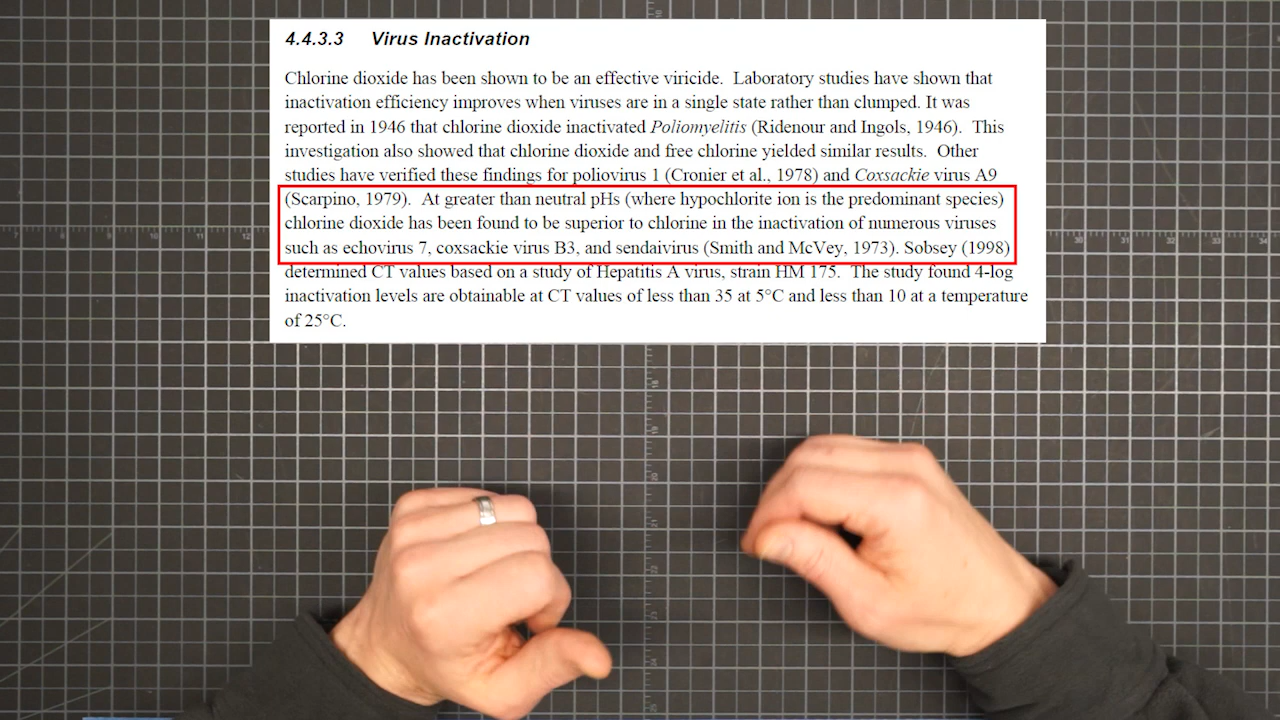 4.4.3.3 Virus Inactivation
Chlorine dioxide has been shown to be an effective viricide. Laboratory studies have shown that
inactivation efficiency improves when viruses are in a single state rather than clumped. It was
reported in 1946 that chlorine dioxide inactivated Poliomyelitis (Ridenour and Ingols, 1946). This
investigation also showed that chlorine dioxide and free chlorine yielded similar results. Other
studies have verified these findings for poliovirus 1 (Cronier et al., 1978) and Coxsackie virus A9
(Scarpino, 1979). At greater than neutral pHs (where hypochlorite ion is the predominant species)
chlorine dioxide has been found to be superior to chlorine in the inactivation of numerous viruses
such as echovirus 7, coxsackie virus B3, and sendaivirus (Smith and McVey, 1973). Sobsey (1998)
determined CT values based on a study of Hepatitis A virus, strain HM 175. The study found 4-log
inactivation levels are obtainable at CT values of less than 35 at 5°C and less than 10 at a temperature
of 25°C.